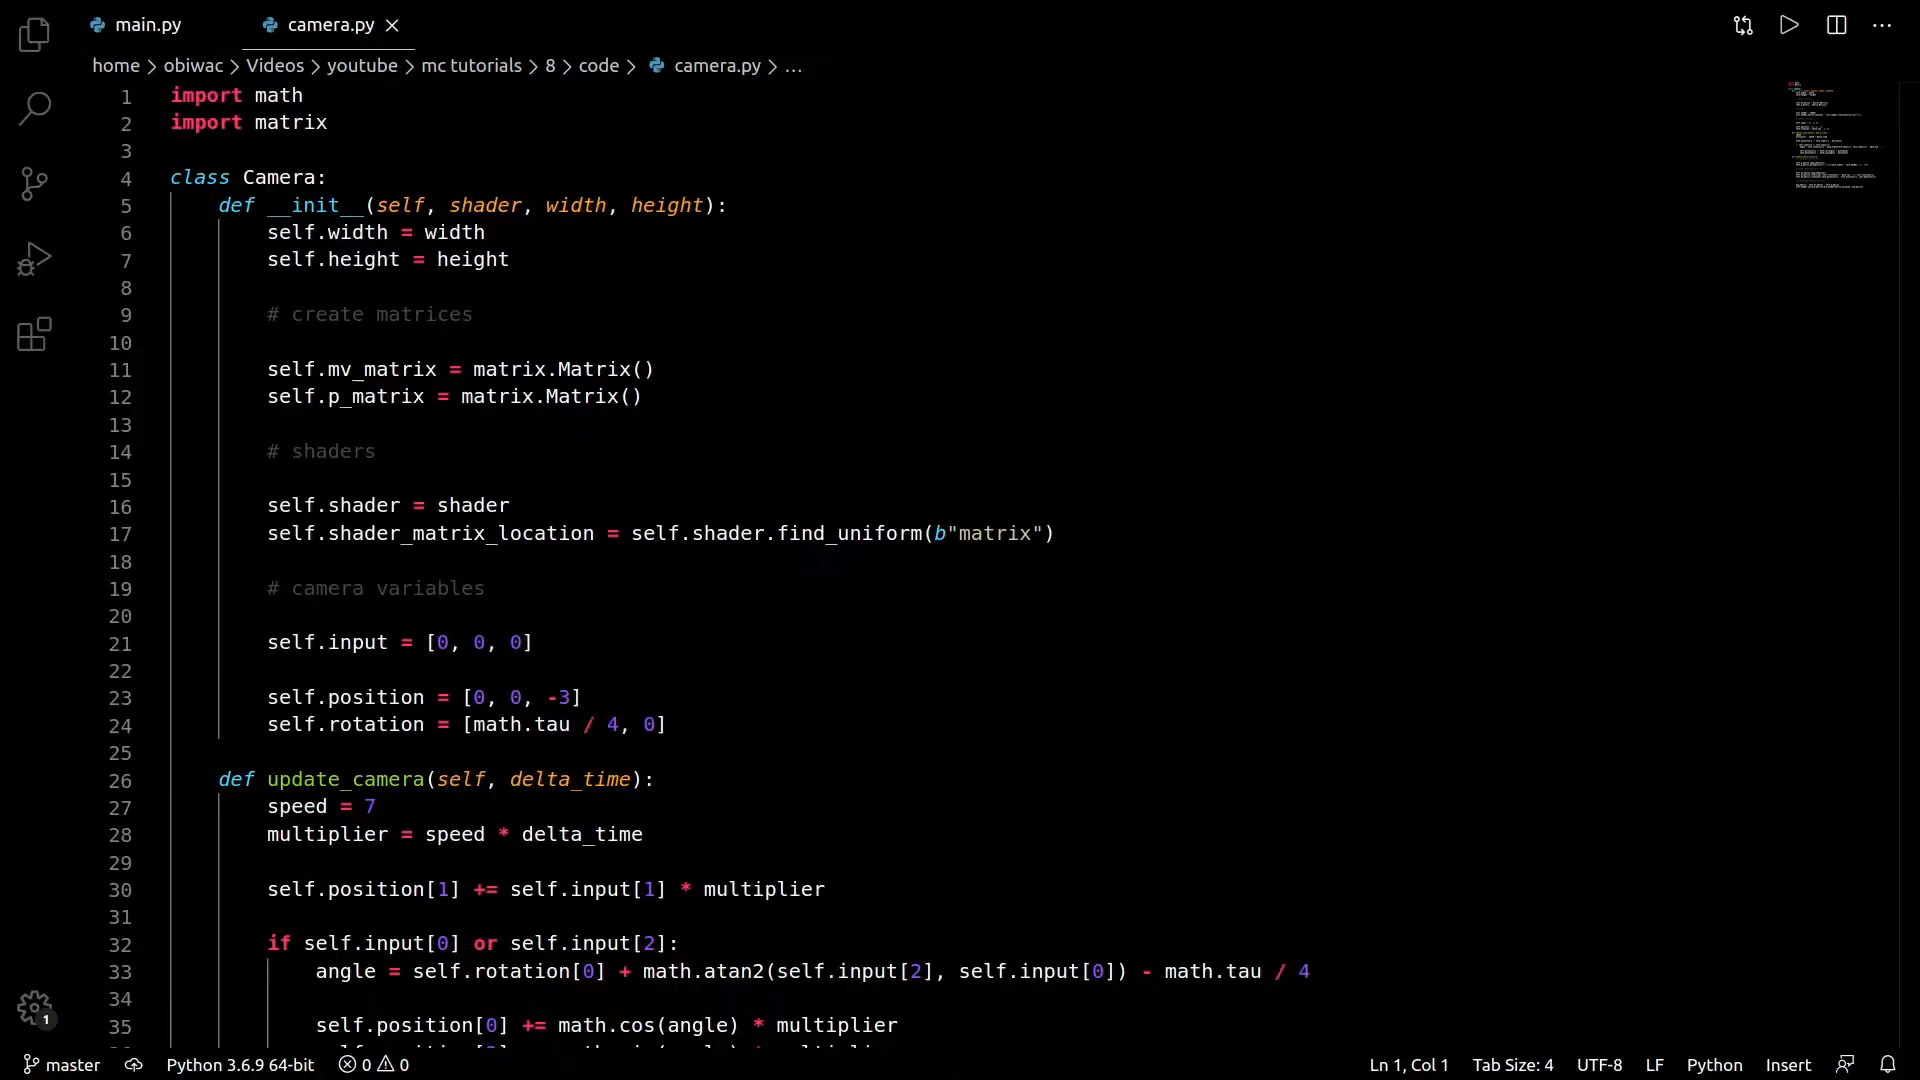 main.py camera.py
home > obiwac > Videos > youtube > mc tutorials > 8 > code > camera.py > ...
1 import math
2 import matrix
3
4 class Camera:
5     def __init__(self, shader, width, height):
6         self.width = width
7         self.height = height
8
9         # create matrices
10
11         self.mv_matrix = matrix.Matrix()
12         self.p_matrix = matrix.Matrix()
13
14         # shaders
15
16         self.shader = shader
17         self.shader_matrix_location = self.shader.find_uniform(b"matrix")
18
19         # camera variables
20
21         self.input = [0, 0, 0]
22
23         self.position = [0, 0, -3]
24         self.rotation = [math.tau / 4, 0]
25
26     def update_camera(self, delta_time):
27         speed = 7
28         multiplier = speed * delta_time
29
30         self.position[1] += self.input[1] * multiplier
31
32         if self.input[0] or self.input[2]:
33             angle = self.rotation[0] + math.atan2(self.input[2], self.input[0]) - math.tau / 4
34
35             self.position[0] += math.cos(angle) * multiplier
1
master Python 3.6.9 64-bit 0 0 Ln 1, Col 1 Tab Size: 4 UTF-8 LF Python Insert